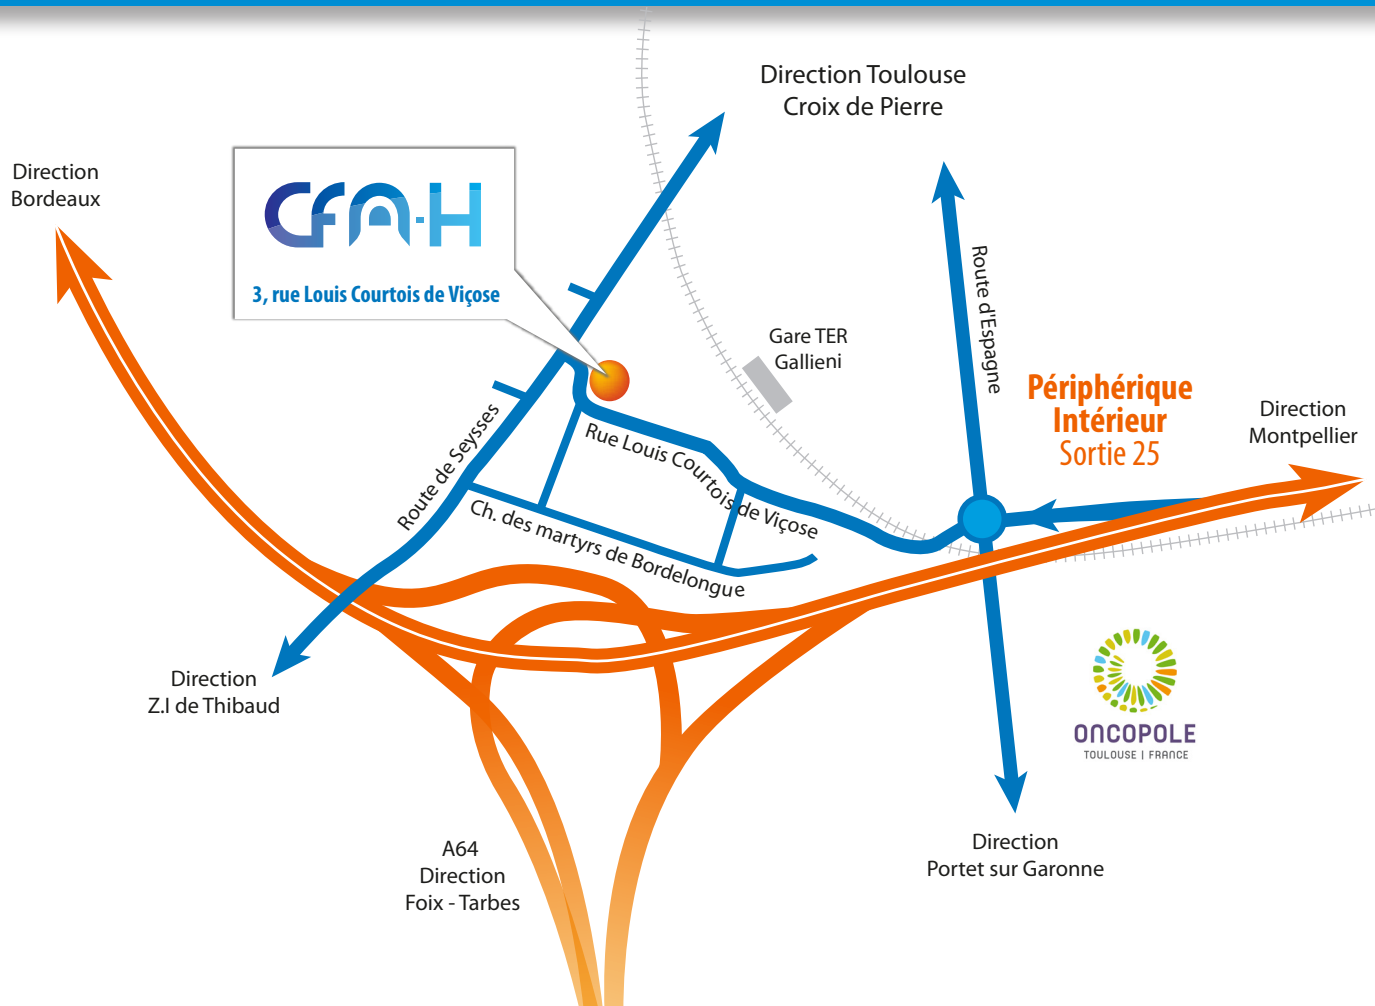 Direction Toulouse
Croix de Pierre
Direction
Bordeaux
CFA-H
3, rue Louis Courtois de Viçose
Route d'Espagne
Gare TER
Gallieni
Périphérique
Intérieur
Sortie 25
Direction
Montpellier
Route de Seysses
Rue Louis Courtois de Viçose
Ch. des martyrs de Bordelongue
Direction
Z.I de Thibaud
ONCOPOLE
TOULOUSE | FRANCE
A64
Direction
Foix - Tarbes
Direction
Portet sur Garonne